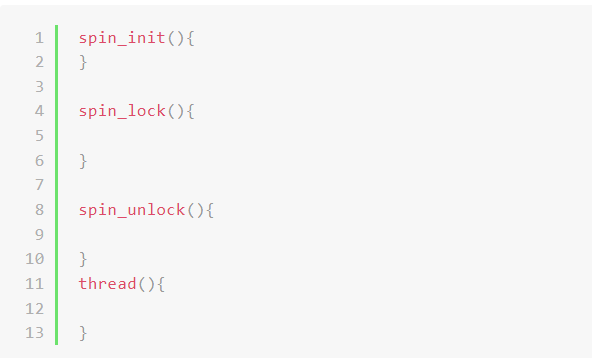 1 spin_init(){
2 }
3
4 spin_lock(){
5
6 }
7
8 spin_unlock(){
9
10 }
11 thread(){
12
13 }